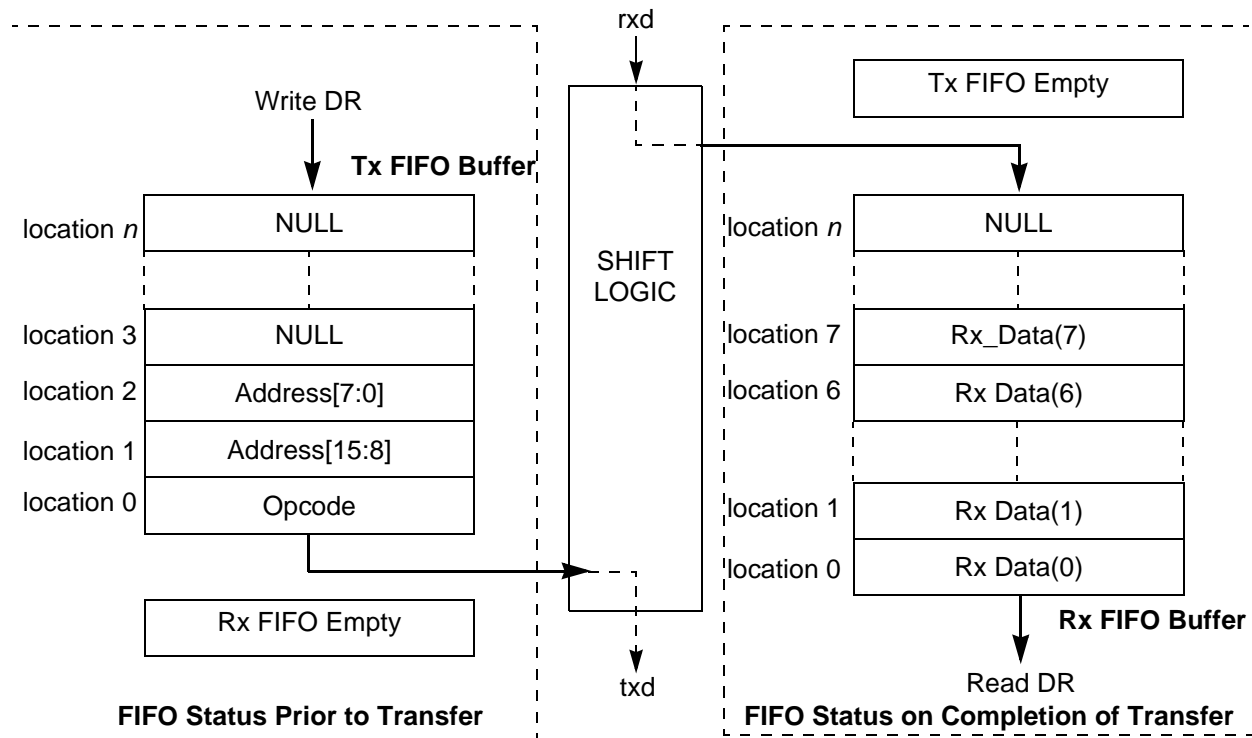 rxd
Write DR
Tx FIFO Buffer
location n
NULL
location 3
NULL
location 2
Address[7:0]
location 1
Address[15:8]
location 0
Opcode
Rx FIFO Empty
FIFO Status Prior to Transfer
SHIFT
LOGIC
txd
Tx FIFO Empty
location n
NULL
location 7
Rx_Data(7)
location 6
Rx Data(6)
location 1
Rx Data(1)
location 0
Rx Data(0)
Rx FIFO Buffer
Read DR
FIFO Status on Completion of Transfer